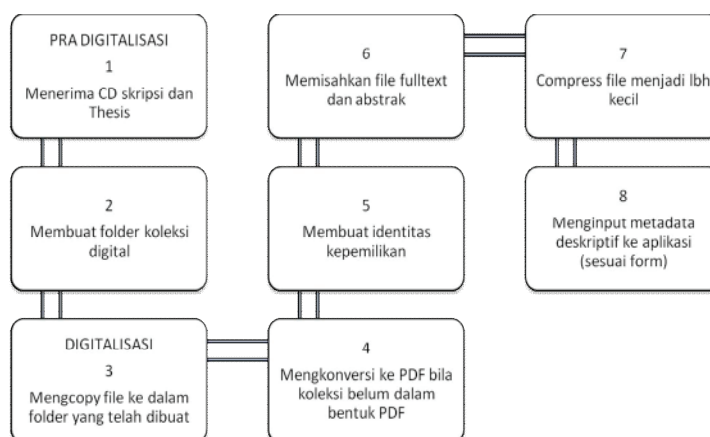 PRA DIGITALISASI
1
Menerima CD skripsi dan
Thesis
2
Membuat folder koleksi
digital
DIGITALISASI
3
Mengcopy file ke dalam
folder yang telah dibuat
4
Mengkonversi ke PDF bila
koleksi belum dalam
bentuk PDF
5
Membuat identitas
kepemilikan
6
Memisahkan file fulltext
dan abstrak
7
Compress file menjadi lbh
kecil
8
Menginput metadata
deskriptif ke aplikasi
(sesuai form)